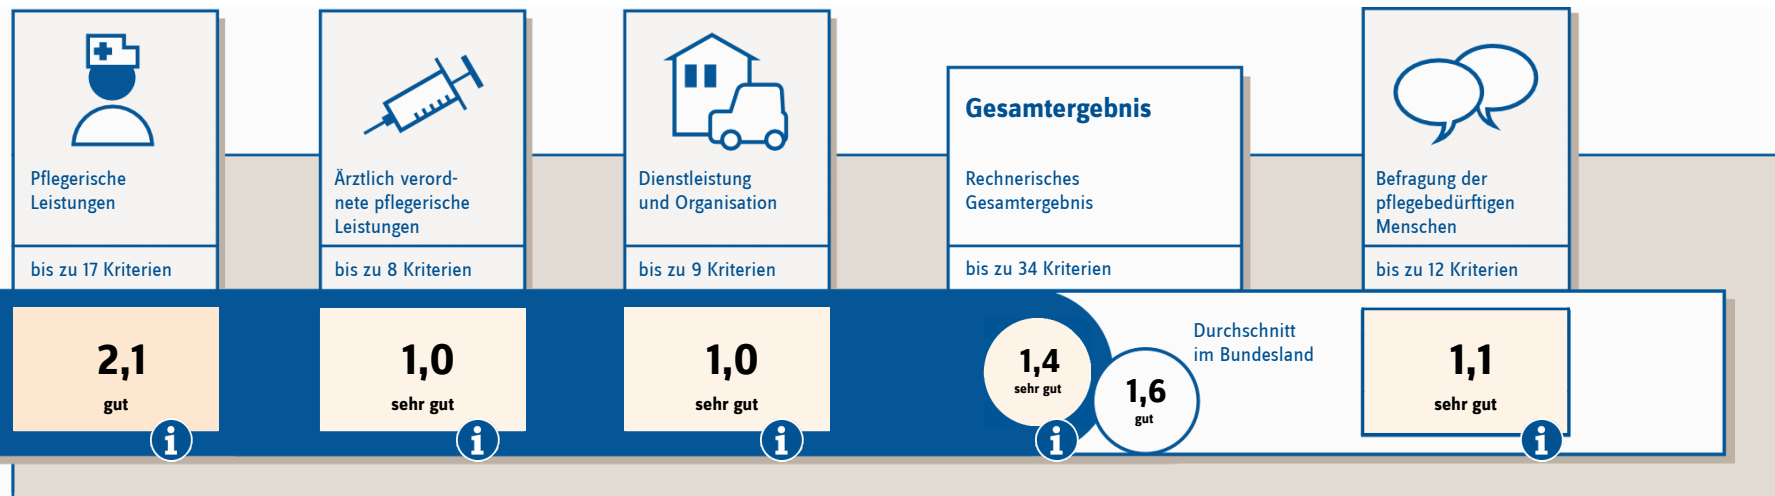 Pflegerische
Leistungen
bis zu 17 Kriterien
2,1
gut
i
Ärztlich verord-
nete pflegerische
Leistungen
bis zu 8 Kriterien
1,0
sehr gut
i
Dienstleistung
und Organisation
bis zu 9 Kriterien
1,0
sehr gut
i
Gesamtergebnis
Rechnerisches
Gesamtergebnis
bis zu 34 Kriterien
1,4
sehr gut
i
1,6
gut
Durchschnitt
im Bundesland
Befragung der
pflegebedürftigen
Menschen
bis zu 12 Kriterien
1,1
sehr gut
i